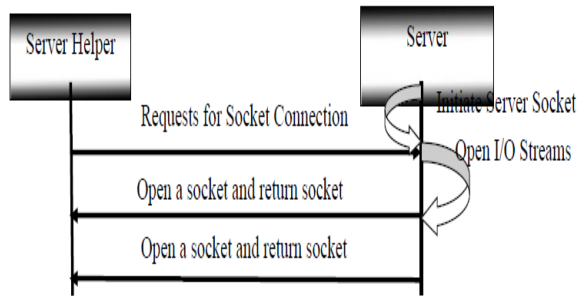 Server Helper
Server
Initiate Server Socket
Requests for Socket Connection
Open I/O Streams
Open a socket and return socket
Open a socket and return socket